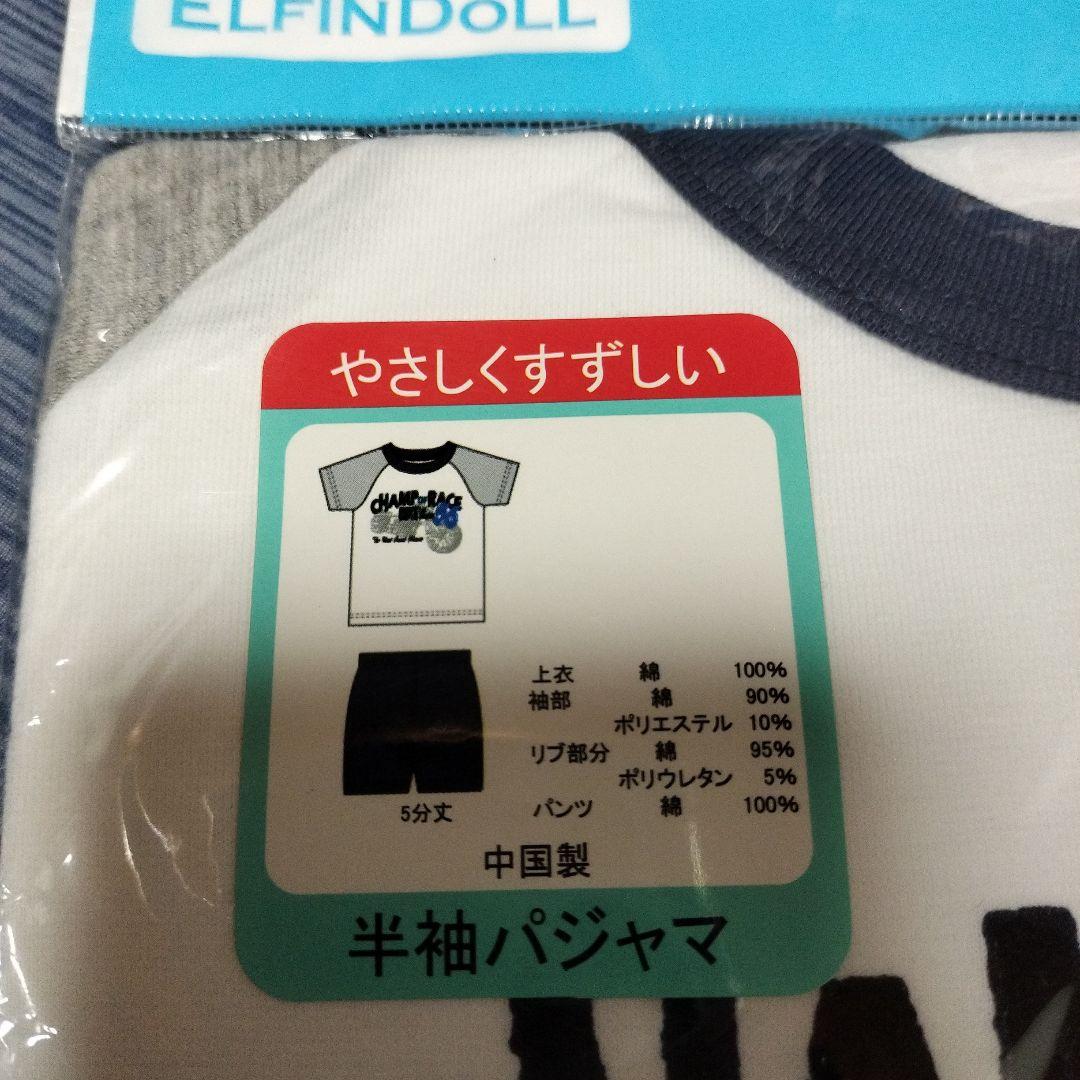 ELFINDOLL
やさしくすずしい
CHAMP OF RACE
上衣 綿 100%
袖部 綿 90%
ポリエステル 10%
リブ部分 綿 95%
ポリウレタン 5%
パンツ 綿 100%
5分丈
中国製
半袖パジャマ